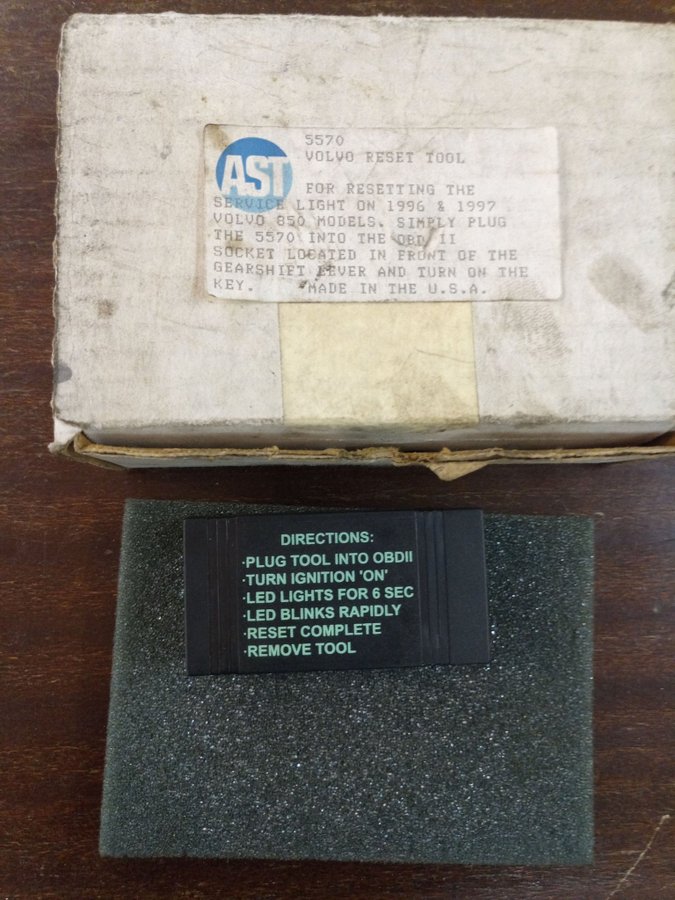 5570
VOLVO RESET TOOL
AST
FOR RESETTING THE
SERVICE LIGHT ON 1996 & 1997
VOLVO 850 MODELS. SIMPLY PLUG
THE 5570 INTO THE OBD II
SOCKET LOCATED IN FRONT OF THE
GEARSHIFT LEVER AND TURN ON THE
KEY. MADE IN THE U.S.A.
DIRECTIONS:
·PLUG TOOL INTO OBDII
·TURN IGNITION 'ON'
·LED LIGHTS FOR 6 SEC
·LED BLINKS RAPIDLY
·RESET COMPLETE
·REMOVE TOOL